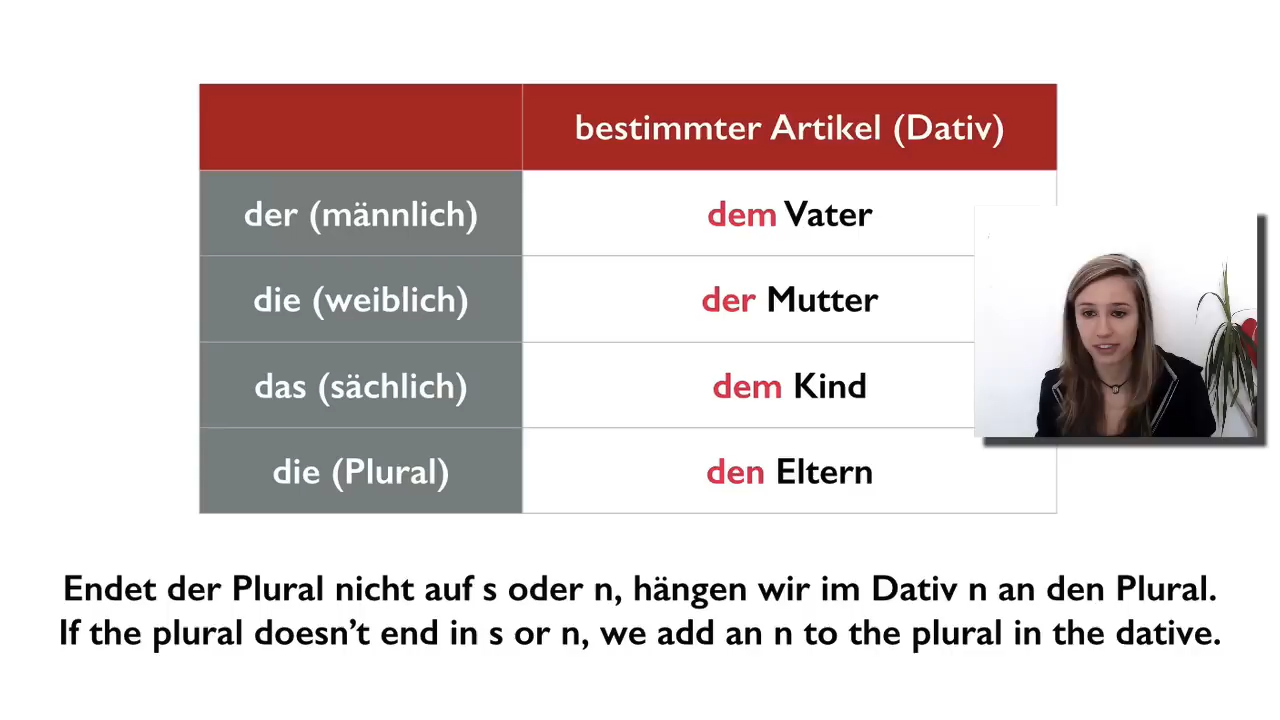 bestimmter Artikel (Dativ)
der (männlich) dem Vater
die (weiblich) der Mutter
das (sächlich) dem Kind
die (Plural) den Eltern
Endet der Plural nicht auf s oder n, hängen wir im Dativ n an den Plural.
If the plural doesn't end in s or n, we add an n to the plural in the dative.